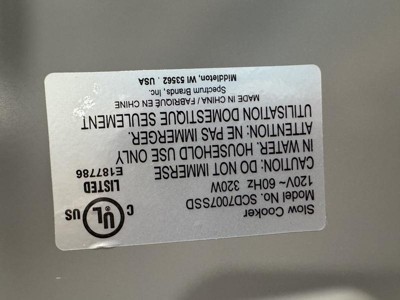 Slow Cooker
Model No. SCD7007SSD
120V~ 60Hz 320W
CAUTION: DO NOT IMMERSE
IN WATER. HOUSEHOLD USE ONLY
ATTENTION: NE PAS IMMERGER.
UTILISATION DOMESTIQUE SEULEMENT
MADE IN CHINA / FABRIQUÉ EN CHINE
Spectrum Brands, Inc.
Middleton, WI 53562 . USA
C UL US
LISTED
E187786